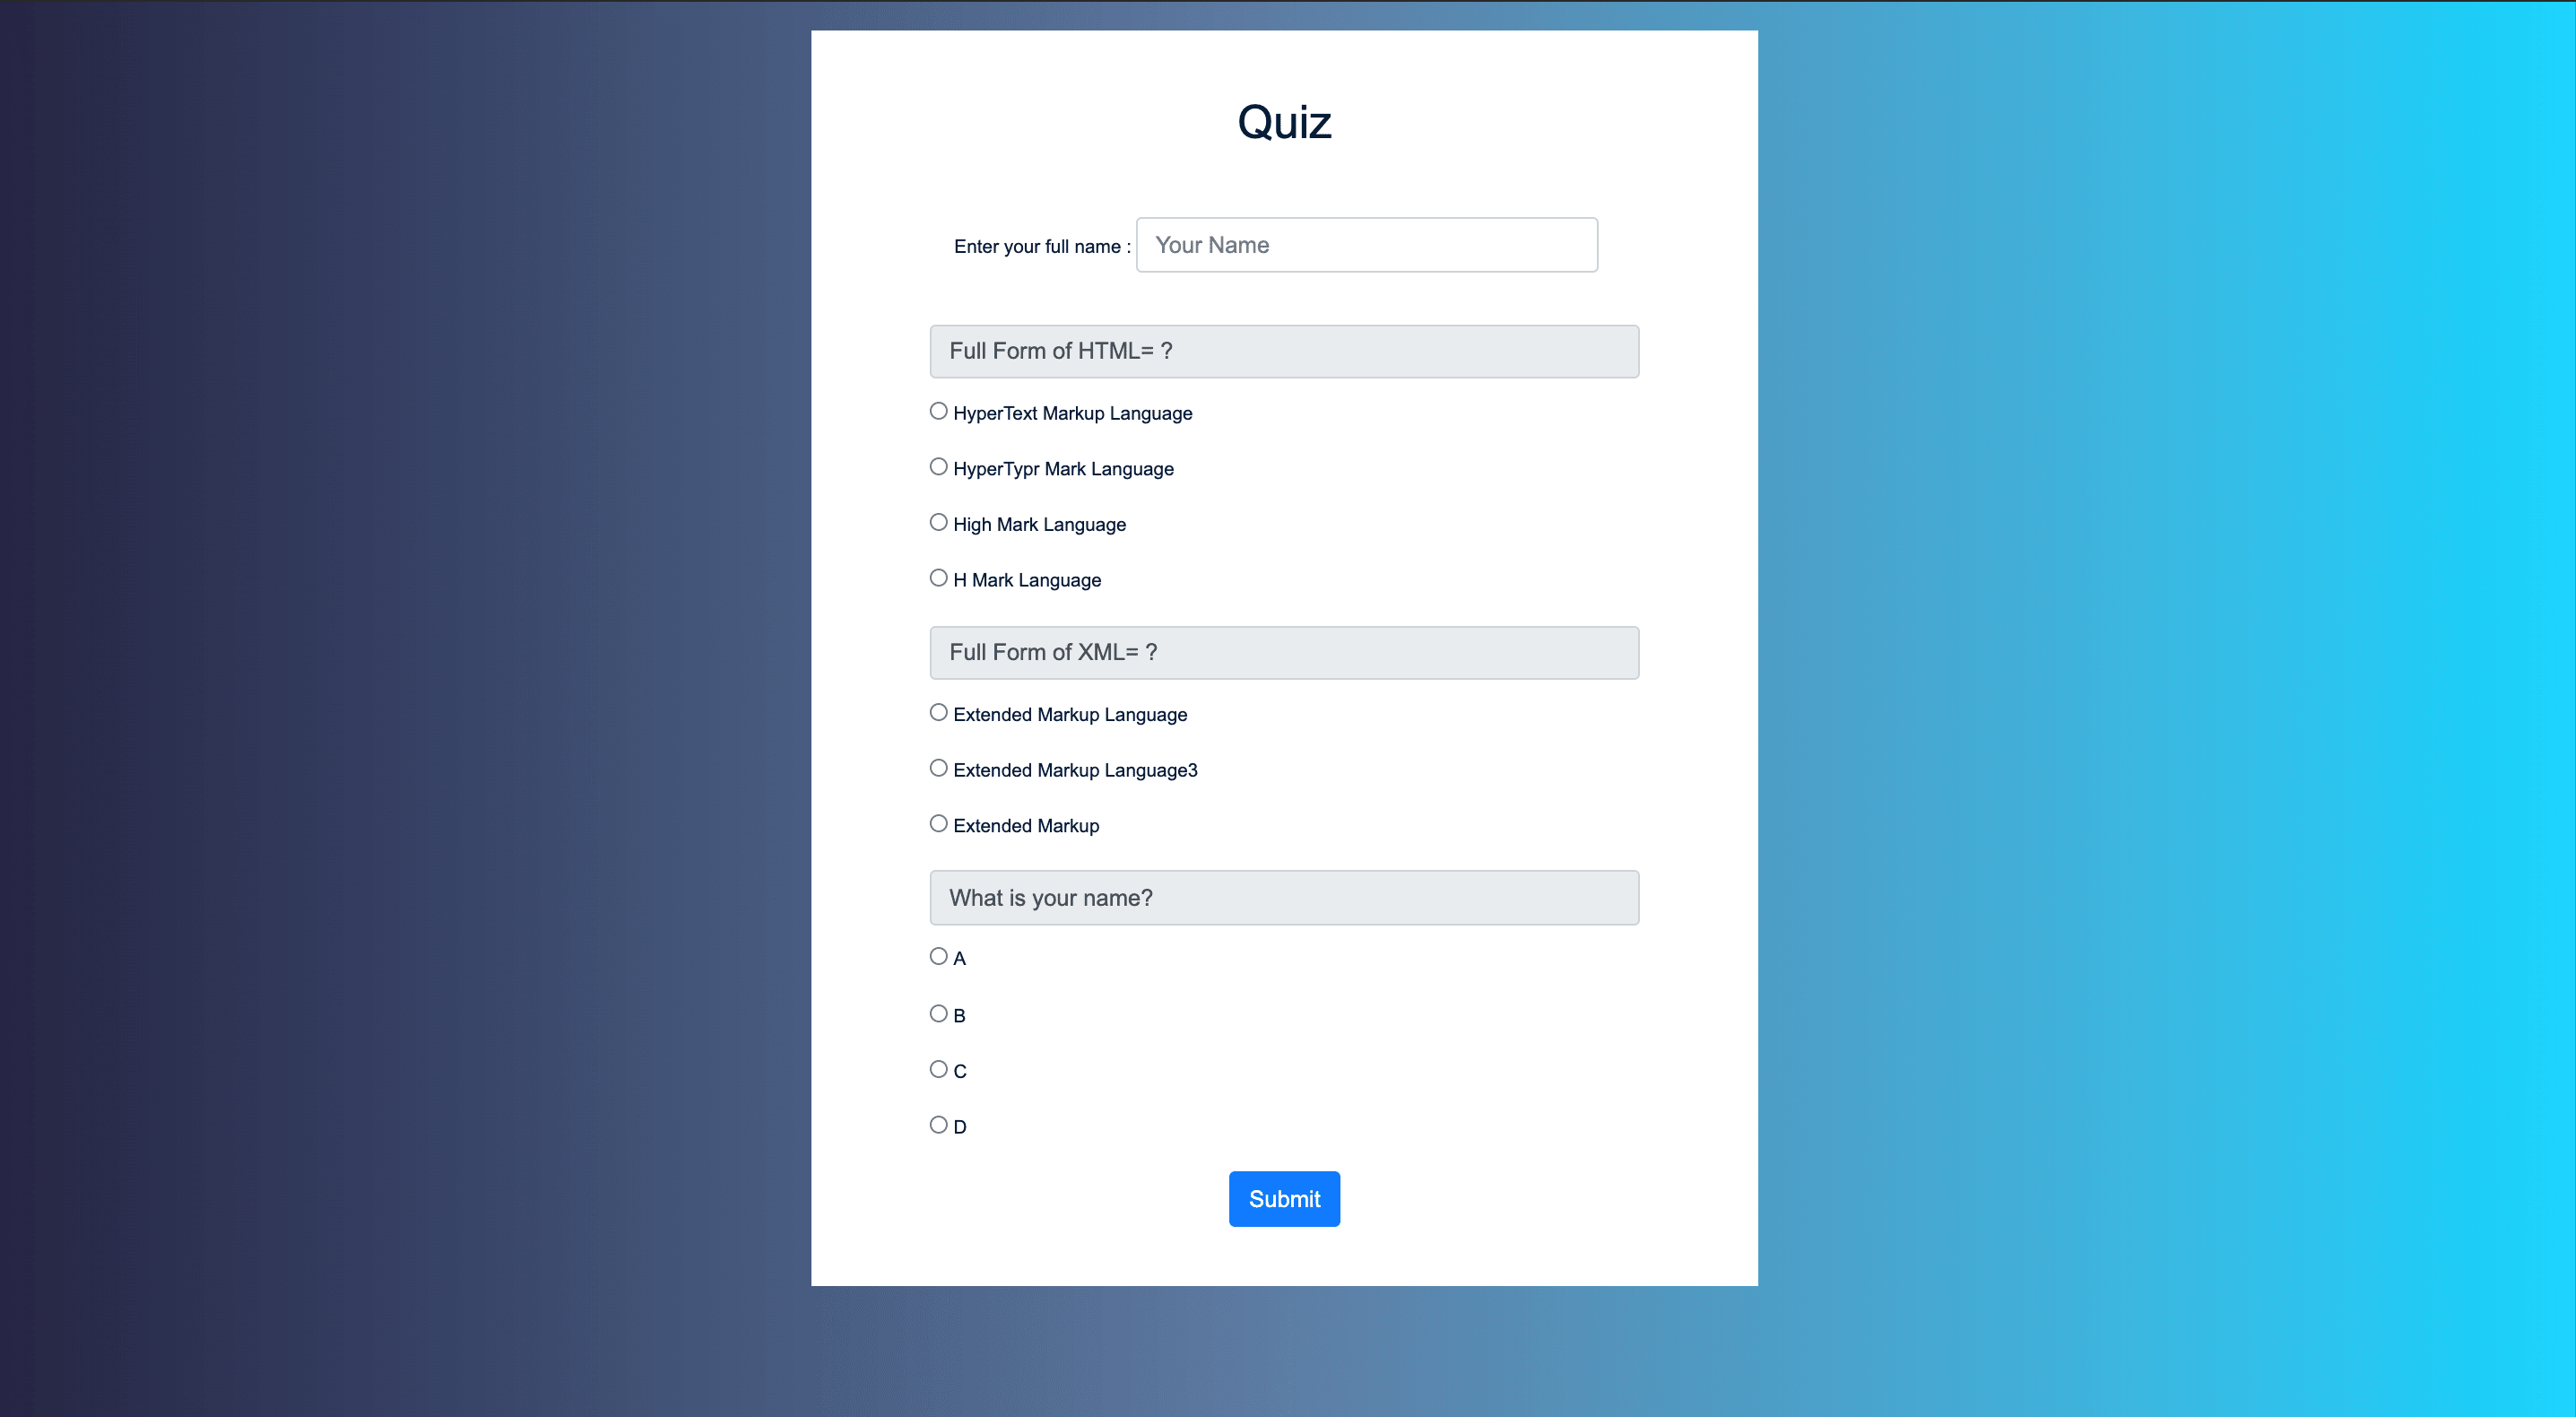 Quiz
Enter your full name : Your Name
Full Form of HTML= ?
HyperText Markup Language
HyperTypr Mark Language
High Mark Language
H Mark Language
Full Form of XML= ?
Extended Markup Language
Extended Markup Language3
Extended Markup
What is your name?
A
B
C
D
Submit